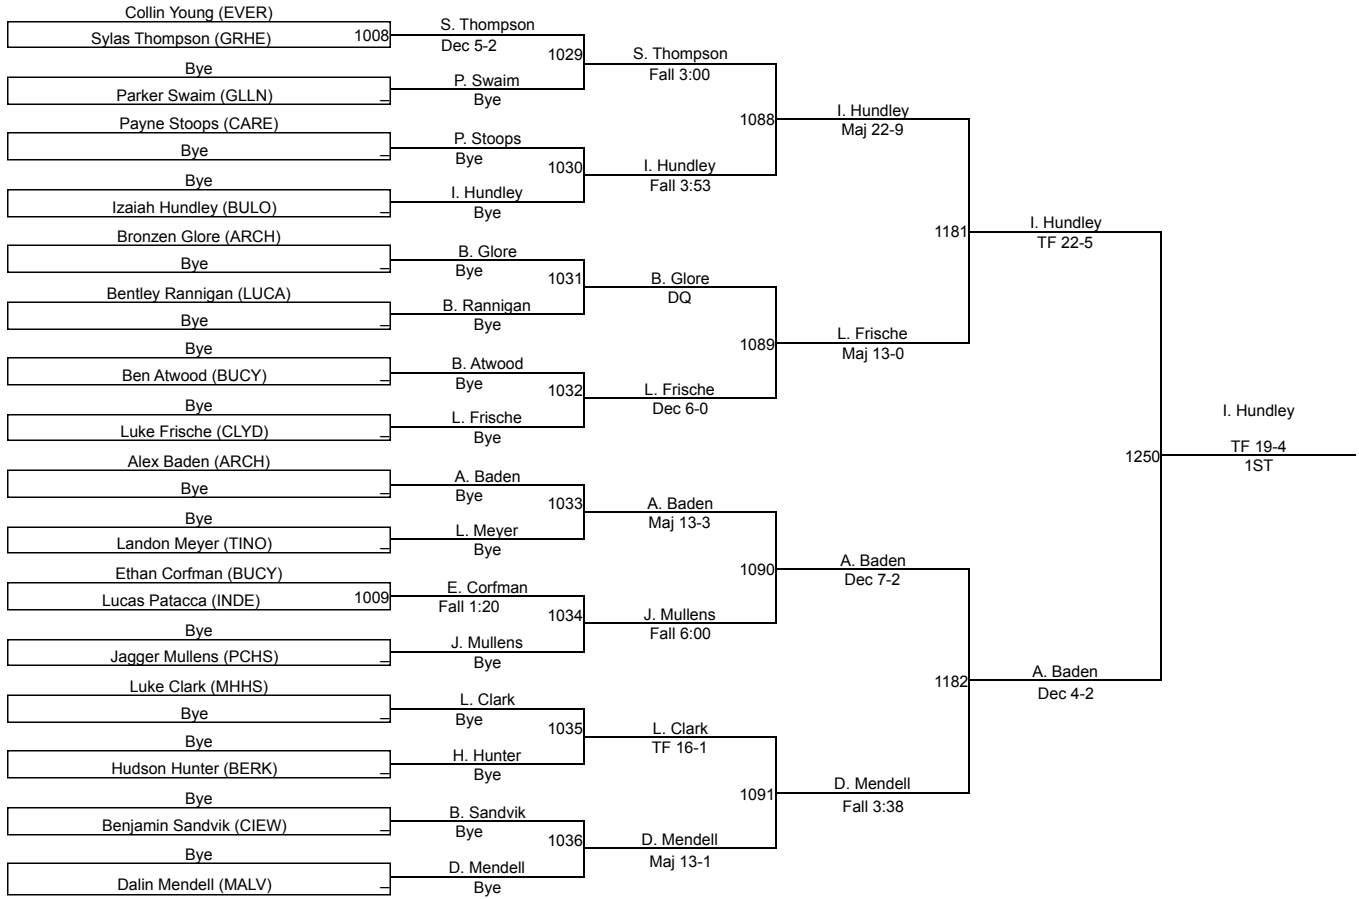 Collin Young (EVER)
Sylas Thompson (GRHE) 1008
Bye
Parker Swaim (GLLN) _
Payne Stoops (CARE)
Bye _
Bye
Izaiah Hundley (BULO) _
Bronzen Glore (ARCH)
Bye _
Bentley Rannigan (LUCA)
Bye _
Bye
Ben Atwood (BUCY) _
Bye
Luke Frische (CLYD) _
Alex Baden (ARCH)
Bye _
Bye
Landon Meyer (TINO) _
Ethan Corfman (BUCY)
Lucas Patacca (INDE) 1009
Bye
Jagger Mullens (PCHS) _
Luke Clark (MHHS)
Bye _
Bye
Hudson Hunter (BERK) _
Bye
Benjamin Sandvik (CIEW) _
Bye
Dalin Mendell (MALV) _
S. Thompson
Dec 5-2
1029
P. Swaim
Bye
P. Stoops
Bye
1030
I. Hundley
Bye
B. Glore
Bye
1031
B. Rannigan
Bye
B. Atwood
Bye
1032
L. Frische
Bye
A. Baden
Bye
1033
L. Meyer
Bye
E. Corfman
Fall 1:20
1034
J. Mullens
Bye
L. Clark
Bye
1035
H. Hunter
Bye
B. Sandvik
Bye
1036
D. Mendell
Bye
S. Thompson
Fall 3:00
1088
I. Hundley
Fall 3:53
B. Glore
DQ
1089
L. Frische
Dec 6-0
A. Baden
Maj 13-3
1090
J. Mullens
Fall 6:00
L. Clark
TF 16-1
1091
D. Mendell
Maj 13-1
I. Hundley
Maj 22-9
1181
L. Frische
Maj 13-0
A. Baden
Dec 7-2
1182
D. Mendell
Fall 3:38
I. Hundley
TF 22-5
1250
A. Baden
Dec 4-2
I. Hundley
TF 19-4
1ST